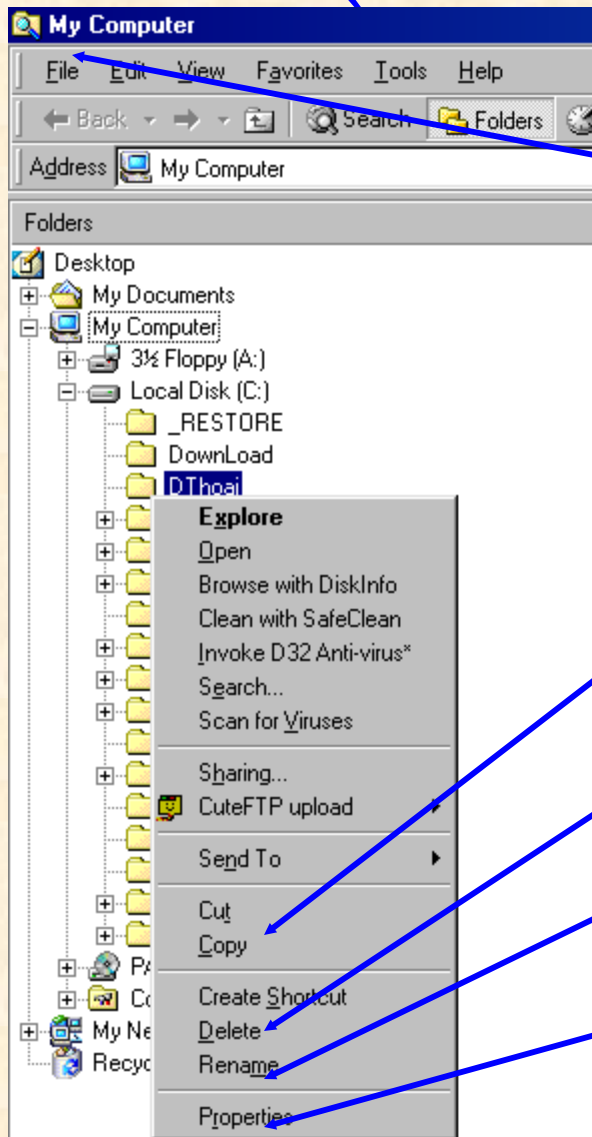 My Computer
File Edit View Favorites Tools Help
Back Search Folders
Address My Computer
Folders
Desktop
My Documents
My Computer
3½ Floppy (A:)
Local Disk (C:)
_RESTORE
DownLoad
DThoai
Explore
Open
Browse with DiskInfo
Clean with SafeClean
Invoke D32 Anti-virus*
Search...
Scan for Viruses
Sharing...
CuteFTP upload
Send To
Cut
Copy
Create Shortcut
My Ne Delete
Recyc Rename
Properties